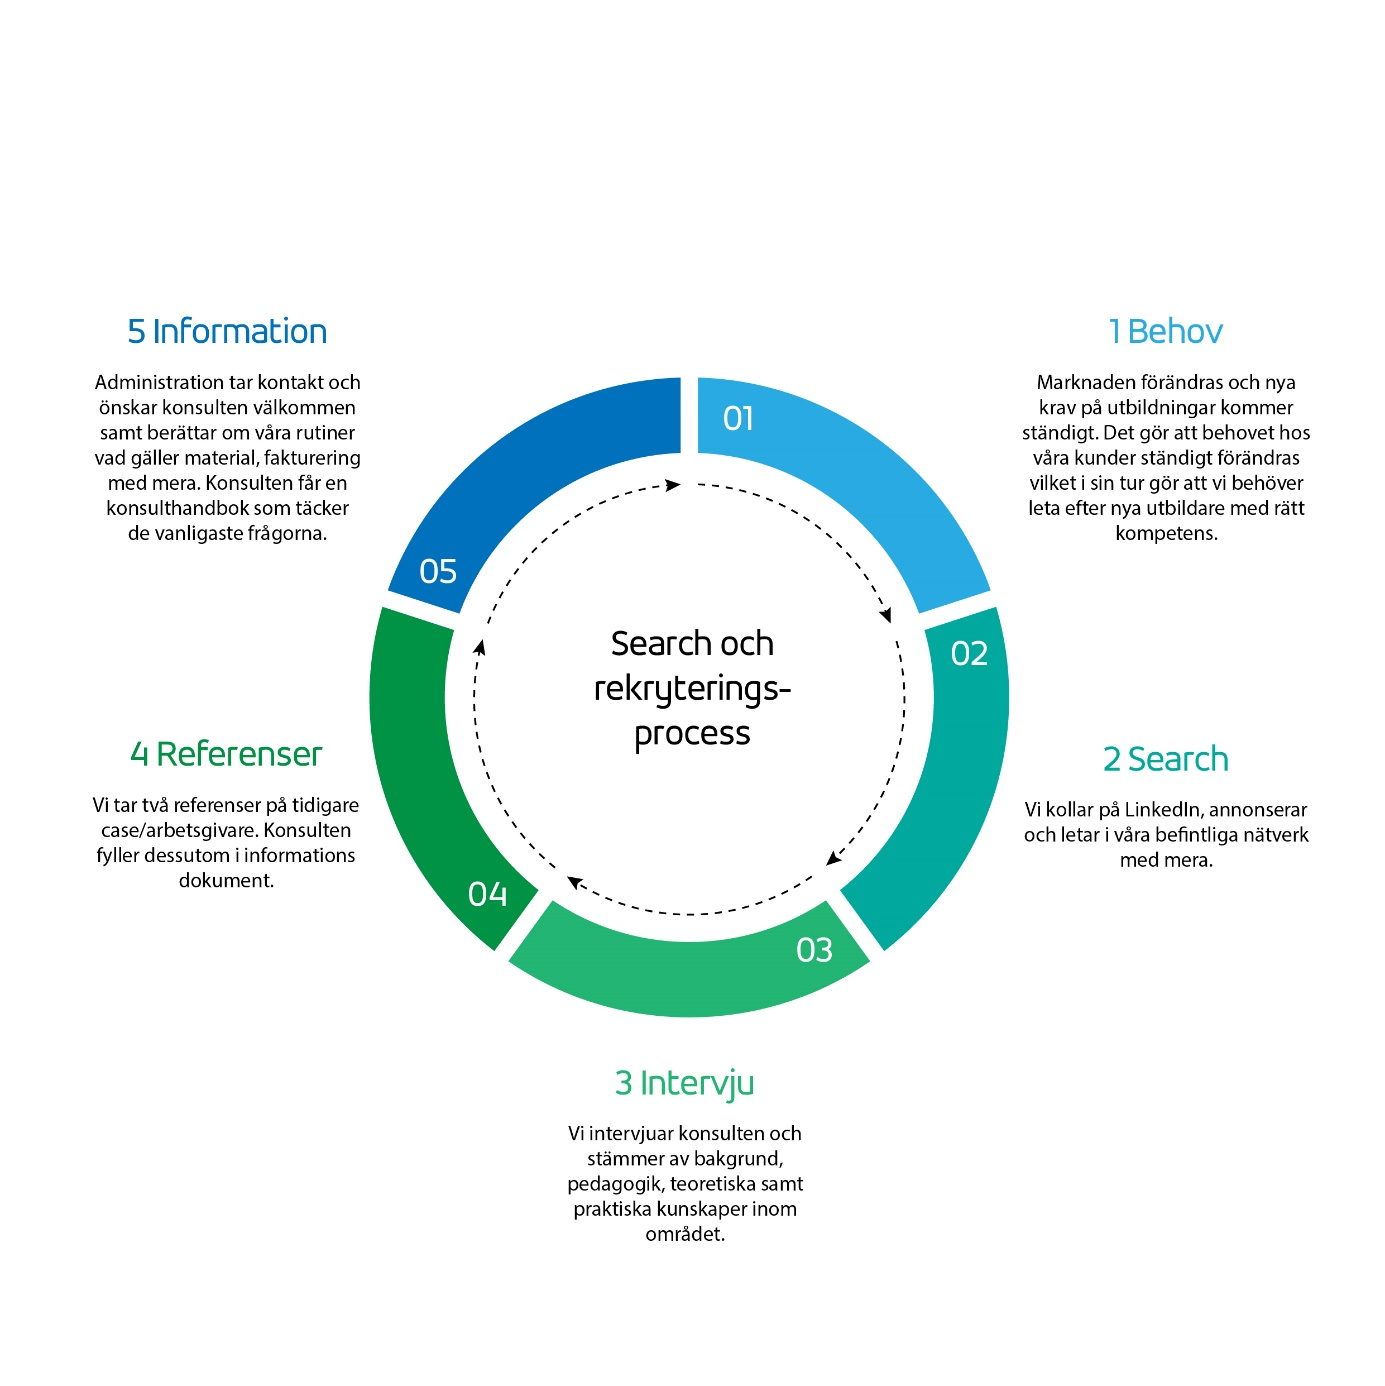 5 Information
Administration tar kontakt och
önskar konsulten välkommen
samt berättar om våra rutiner
vad gäller material, fakturering
med mera. Konsulten får en
konsulthandbok som täcker
de vanligaste frågorna.
1 Behov
Marknaden förändras och nya
krav på utbildningar kommer
ständigt. Det gör att behovet hos
våra kunder ständigt förändras
vilket i sin tur gör att vi behöver
leta efter nya utbildare med rätt
kompetens.
01
05
02
Search och
rekryterings-
process
4 Referenser
Vi tar två referenser på tidigare
case/arbetsgivare. Konsulten
fyller dessutom i informations
dokument.
2 Search
Vi kollar på LinkedIn, annonserar
och letar i våra befintliga nätverk
med mera.
04
03
3 Intervju
Vi intervjuar konsulten och
stämmer av bakgrund,
pedagogik, teoretiska samt
praktiska kunskaper inom
området.